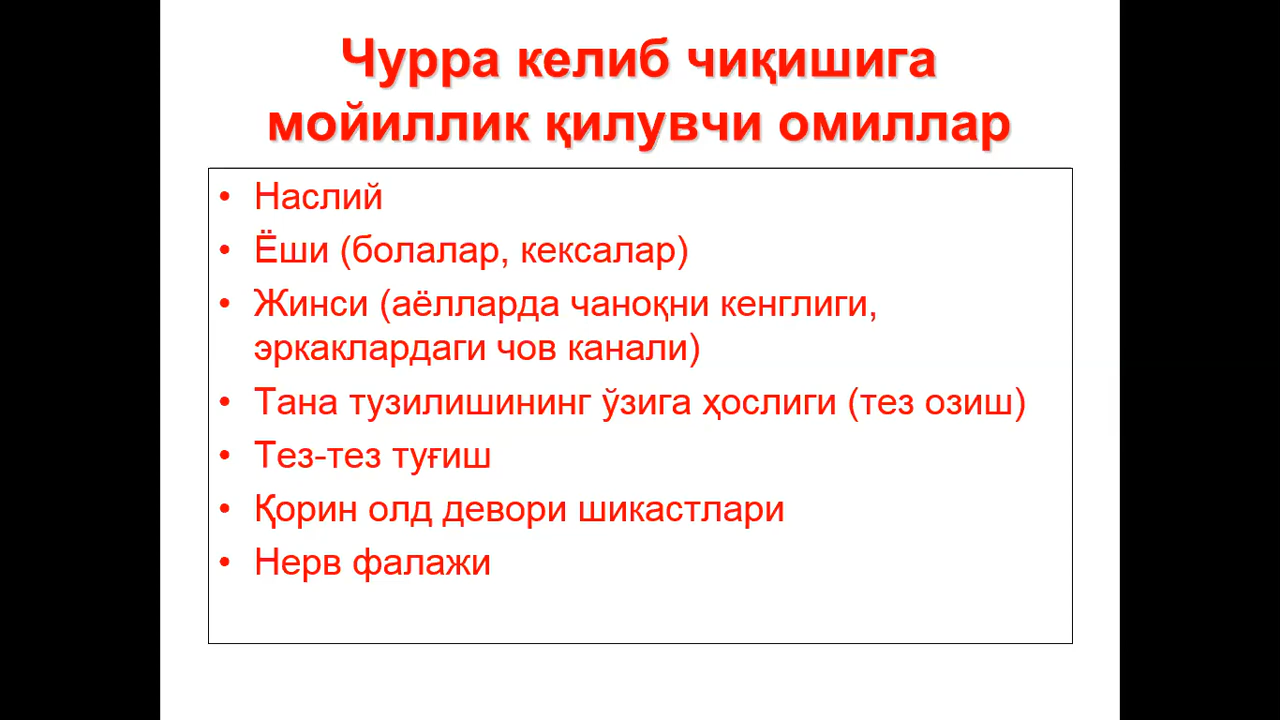 Чурра келиб чиқишига
мойиллик қилувчи омиллар
• Наслий
• Ёши (болалар, кексалар)
• Жинси (аёлларда чаноқни кенглиги,
эркаклардаги чов канали)
• Тана тузилишининг ўзига ҳослиги (тез озиш)
• Тез-тез туғиш
• Қорин олд девори шикастлари
• Нерв фалажи